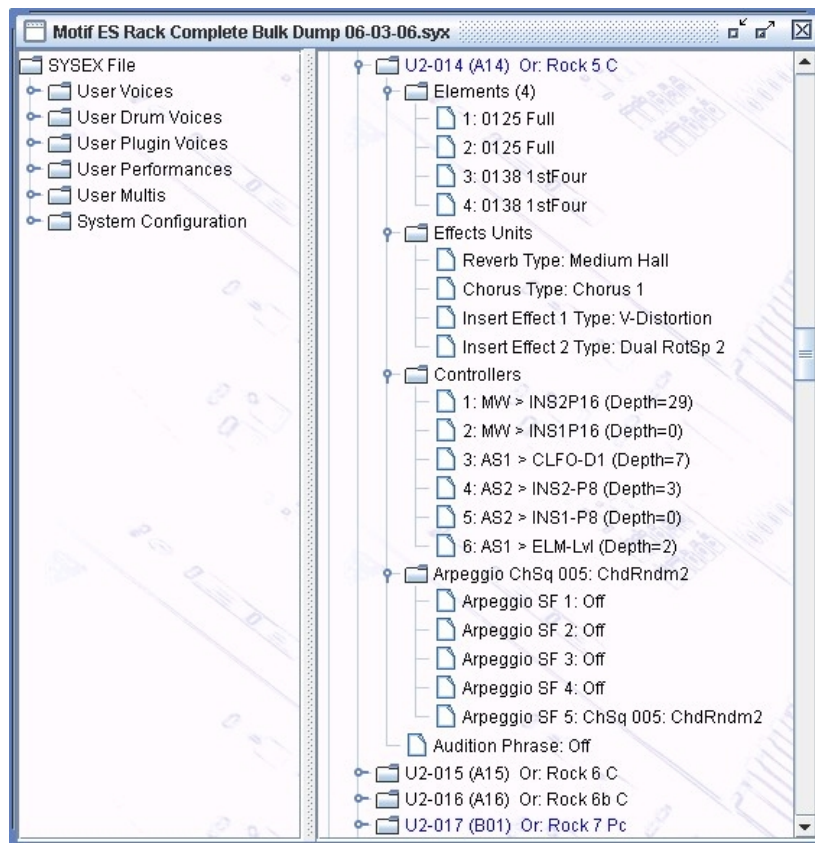 Motif ES Rack Complete Bulk Dump 06-03-06.syx
SYSEX File
User Voices
User Drum Voices
User Plugin Voices
User Performances
User Multis
System Configuration
U2-014 (A14) Or: Rock 5 C
Elements (4)
1: 0125 Full
2: 0125 Full
3: 0138 1stFour
4: 0138 1stFour
Effects Units
Reverb Type: Medium Hall
Chorus Type: Chorus 1
Insert Effect 1 Type: V-Distortion
Insert Effect 2 Type: Dual RotSp 2
Controllers
1: MW > INS2P16 (Depth=29)
2: MW > INS1P16 (Depth=0)
3: AS1 > CLFO-D1 (Depth=7)
4: AS2 > INS2-P8 (Depth=3)
5: AS2 > INS1-P8 (Depth=0)
6: AS1 > ELM-Lvl (Depth=2)
Arpeggio ChSq 005: ChdRndm2
Arpeggio SF 1: Off
Arpeggio SF 2: Off
Arpeggio SF 3: Off
Arpeggio SF 4: Off
Arpeggio SF 5: ChSq 005: ChdRndm2
Audition Phrase: Off
U2-015 (A15) Or: Rock 6 C
U2-016 (A16) Or: Rock 6b C
U2-017 (B01) Or: Rock 7 Pc